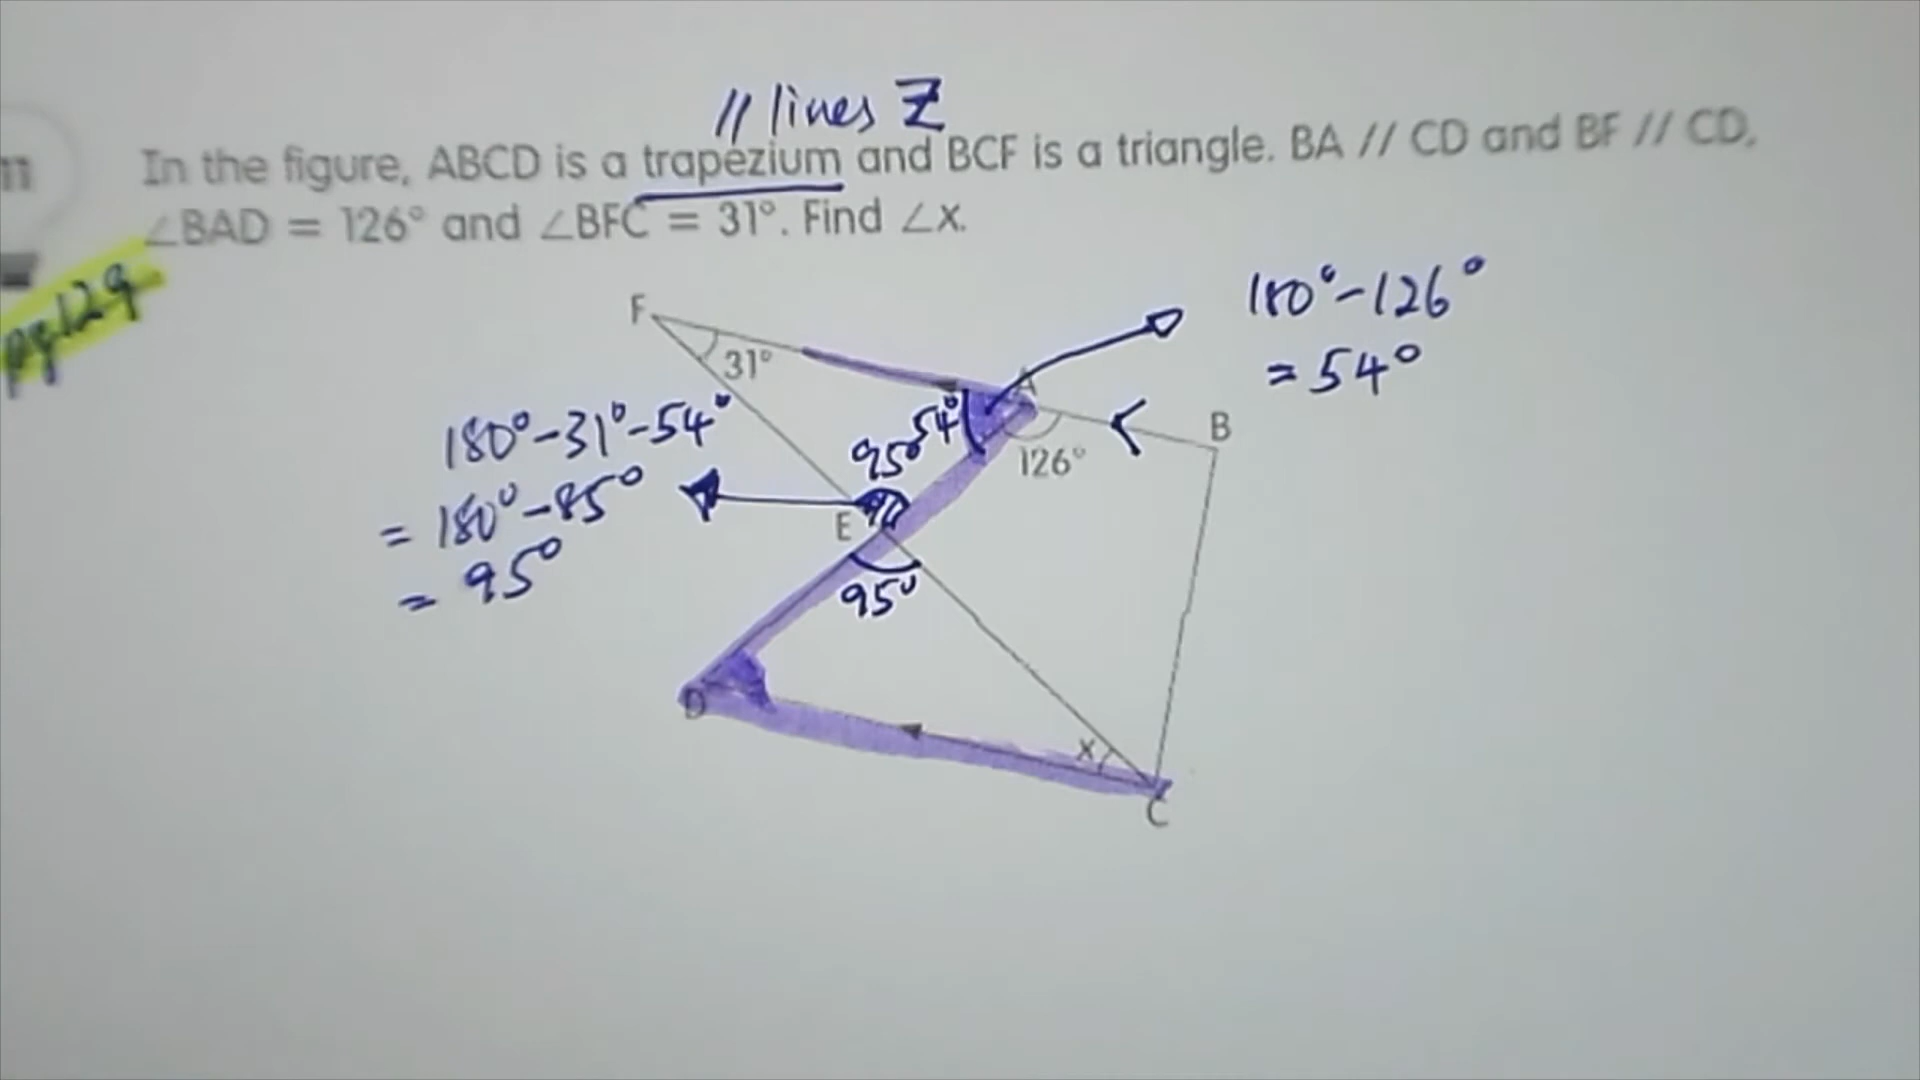 // lines Z
11 In the figure, ABCD is a trapezium and BCF is a triangle. BA // CD and BF // CD,
∠BAD = 126° and ∠BFC = 31°. Find ∠x.
pg129
F
31°
A
54°
126°
B
180°-126°
= 54°
180°-31°-54°
= 180°-85°
= 95°
95°
E
95°
D
x
C